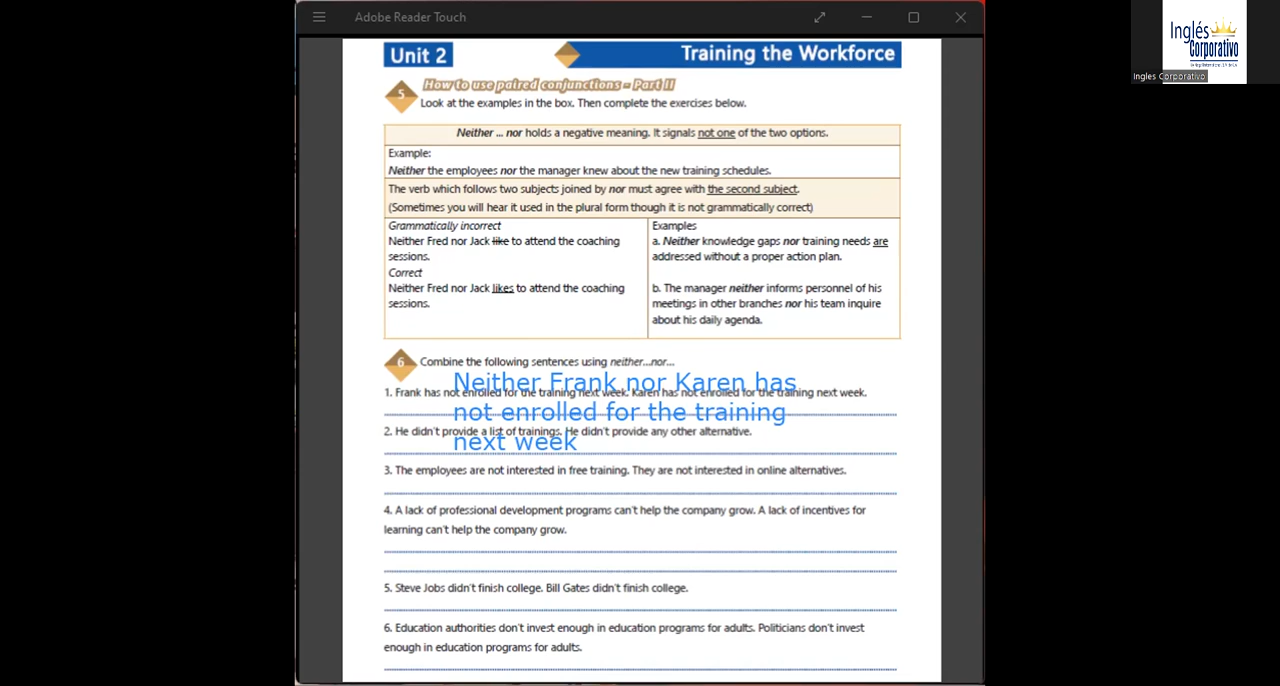 Adobe Reader Touch
Inglés
Corporativo
Ingles Corporativo
Unit 2
Training the Workforce
5
How to use paired conjunctions - Part II
Look at the examples in the box. Then complete the exercises below.
Neither ... nor holds a negative meaning. It signals not one of the two options.
Example:
Neither the employees nor the manager knew about the new training schedules.
The verb which follows two subjects joined by nor must agree with the second subject.
(Sometimes you will hear it used in the plural form though it is not grammatically correct)
Grammatically incorrect
Neither Fred nor Jack like to attend the coaching
sessions.
Correct
Neither Fred nor Jack likes to attend the coaching
sessions.
Examples
a. Neither knowledge gaps nor training needs are
addressed without a proper action plan.
b. The manager neither informs personnel of his
meetings in other branches nor his team inquire
about his daily agenda.
6
Combine the following sentences using neither...nor...
Neither Frank nor Karen has
not enrolled for the training
next week
1. Frank has not enrolled for the training next week. Karen has not enrolled for the training next week.
2. He didn't provide a list of trainings. He didn't provide any other alternative.
3. The employees are not interested in free training. They are not interested in online alternatives.
4. A lack of professional development programs can't help the company grow. A lack of incentives for
learning can't help the company grow.
5. Steve Jobs didn't finish college. Bill Gates didn't finish college.
6. Education authorities don't invest enough in education programs for adults. Politicians don't invest
enough in education programs for adults.